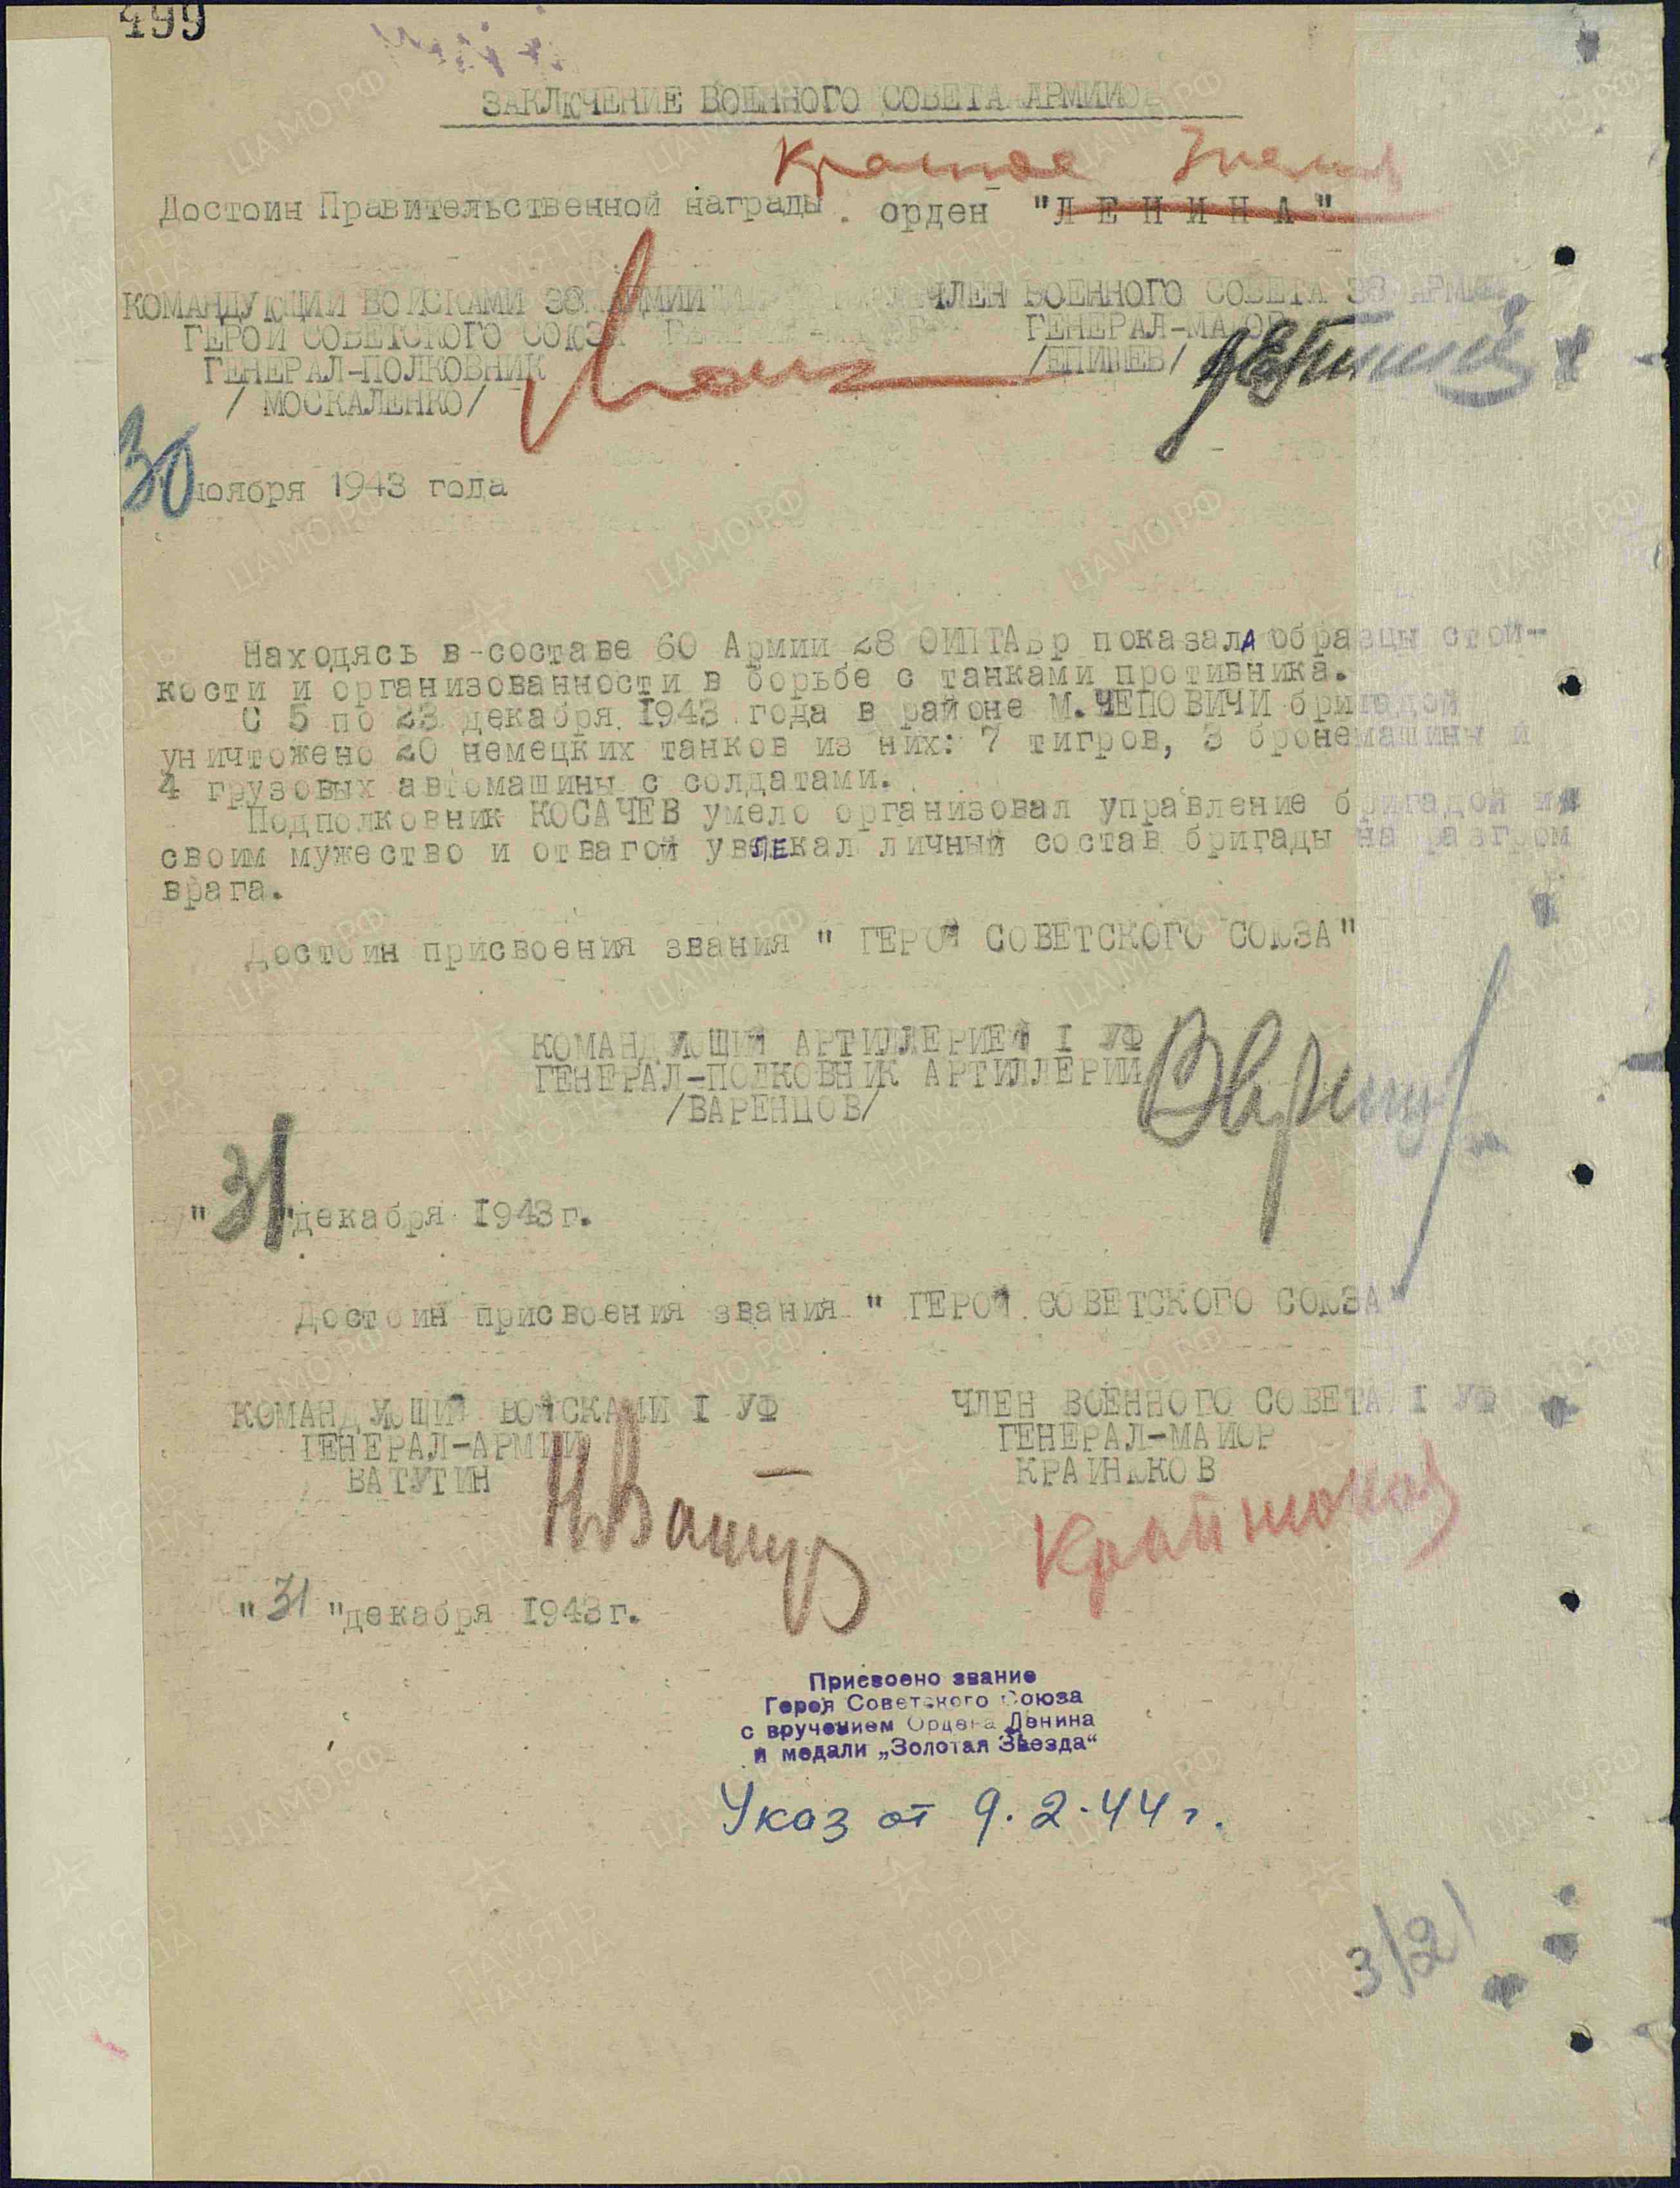 499
ЗАКЛЮЧЕНИЕ ВОЕННОГО СОВЕТА АРМИИ
Красное Знамя
Достоин Правительственной награды. орден "ЛЕНИНА"
КОМАНДУЮЩИЙ ВОЙСКАМИ 38 АРМИИ ЧЛЕН ВОЕННОГО СОВЕТА 38 АРМИИ
ГЕРОЙ СОВЕТСКОГО СОЮЗА ГЕНЕРАЛ-МАЙОР
ГЕНЕРАЛ-ПОЛКОВНИК /ЕПИШЕВ/
/ МОСКАЛЕНКО/
30 ноября 1943 года
Находясь в составе 60 Армии 28 ОИПТАБр показалА образцы стой-
кости и организованности в борьбе с танками противника.
С 5 по 23 декабря 1943 года в районе М.ЧЕПОВИЧИ бригадой
уничтожено 20 немецких танков из них: 7 тигров, 3 бронемашины и
4 грузовых автомашины с солдатами.
Подполковник КОСАЧЕВ умело организовал управление бригадой и
своим мужество и отвагой увлекал личный состав бригады на разгром
врага.
Достоин присвоения звания " ГЕРОЯ СОВЕТСКОГО СОЮЗА"
КОМАНДУЮЩИЙ АРТИЛЛЕРИЕЙ I УФ
ГЕНЕРАЛ-ПОЛКОВНИК АРТИЛЛЕРИИ
/ВАРЕНЦОВ/
"31"декабря 1943г.
Достоин присвоения звания " ГЕРОЯ СОВЕТСКОГО СОЮЗА"
КОМАНДУЮЩИЙ ВОЙСКАМИ I УФ ЧЛЕН ВОЕННОГО СОВЕТА I УФ
ГЕНЕРАЛ-АРМИИ ГЕНЕРАЛ-МАЙОР
ВАТУТИН КРАЙНЮКОВ
НВатут Крайнюков
"31 "декабря 1943г.
Присвоено звание
Героя Советского Союза
с вручением Ордена Ленина
и медали „Золотая Звезда“
Указ от 9.2.44 г.
3/21